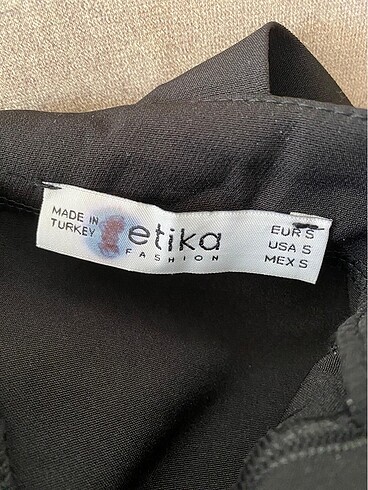 MADE IN
TURKEY
etika
FASHION
EUR S
USA S
MEX S